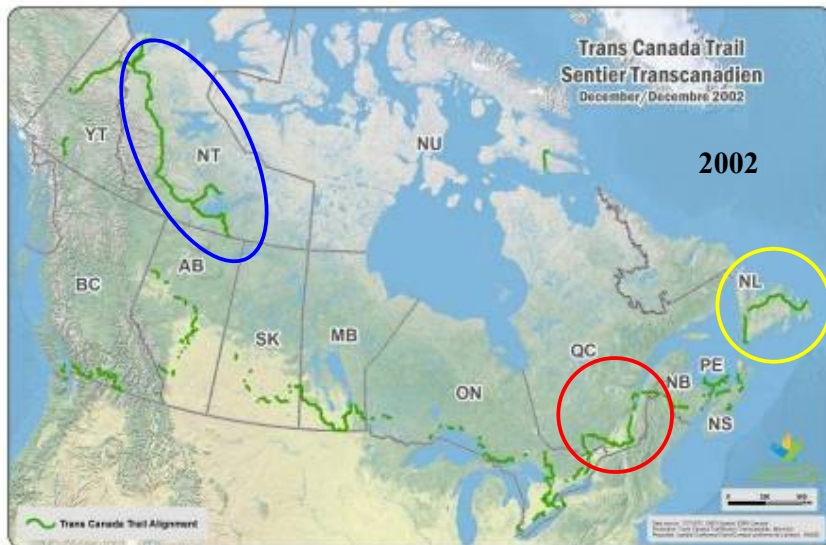 Trans Canada Trail
Sentier Transcanadien
December/Decembre 2002
2002
YT
NT
NU
BC
AB
SK
MB
ON
QC
NL
PE
NB
NS
Trans Canada Trail Alignment